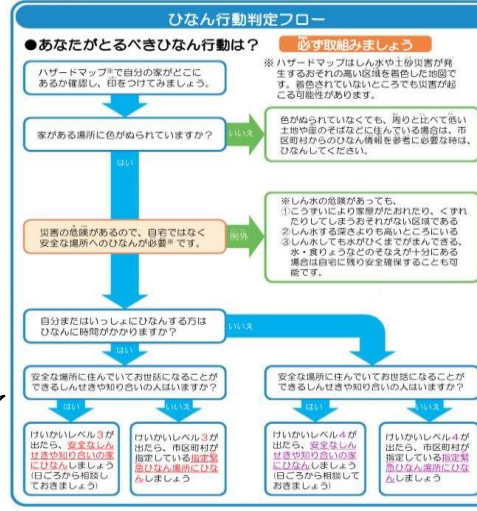 ひなん行動判定フロー
●あなたがとるべきひなん行動は？
必ず取組みましょう
ハザードマップ※で自分の家がどこに
あるか確認し、印をつけてみましょう。
※ ハザードマップはしん水や土砂災害が発
生するおそれの高い区域を着色した地図で
す。着色されていないところでも災害が起
こる可能性があります。
家がある場所に色がぬられていますか？
いいえ
色がぬられていなくても、周りと比べて低い
土地や崖のそばなどに住んでいる場合は、市
区町村からのひなん情報を参考に必要な時は、
ひなんしてください。
はい
災害の危険があるので、自宅ではなく
安全な場所へのひなんが必要※です。
例外
※しん水の危険があっても、
①こうずいにより家屋がたおれたり、くずれ
たりしてしまうおそれがない区域である
②しん水する深さよりも高いところにいる
③しん水しても水がひくまでがまんできる、
水・食りょうなどのそなえが十分にある
場合は自宅に残り安全確保することも可
能です。
自分またはいっしょにひなんする方は
ひなんに時間がかかりますか？
いいえ
はい
安全な場所に住んでいてお世話になることが
できるしんせきや知り合いの人はいますか？
安全な場所に住んでいてお世話になることが
できるしんせきや知り合いの人はいますか？
はい
いいえ
はい
いいえ
けいかいレベル3が
出たら、安全なしん
せきや知り合いの家
にひなんしましょう
(日ごろから相談し
ておきましょう)
けいかいレベル3が
出たら、市区町村が
指定している指定緊
急ひなん場所にひな
んしましょう
けいかいレベル4が
出たら、安全なしん
せきや知り合いの家
にひなんしましょう
(日ごろから相談し
ておきましょう)
けいかいレベル4が
出たら、市区町村が
指定している指定緊
急ひなん場所にひな
んしましょう